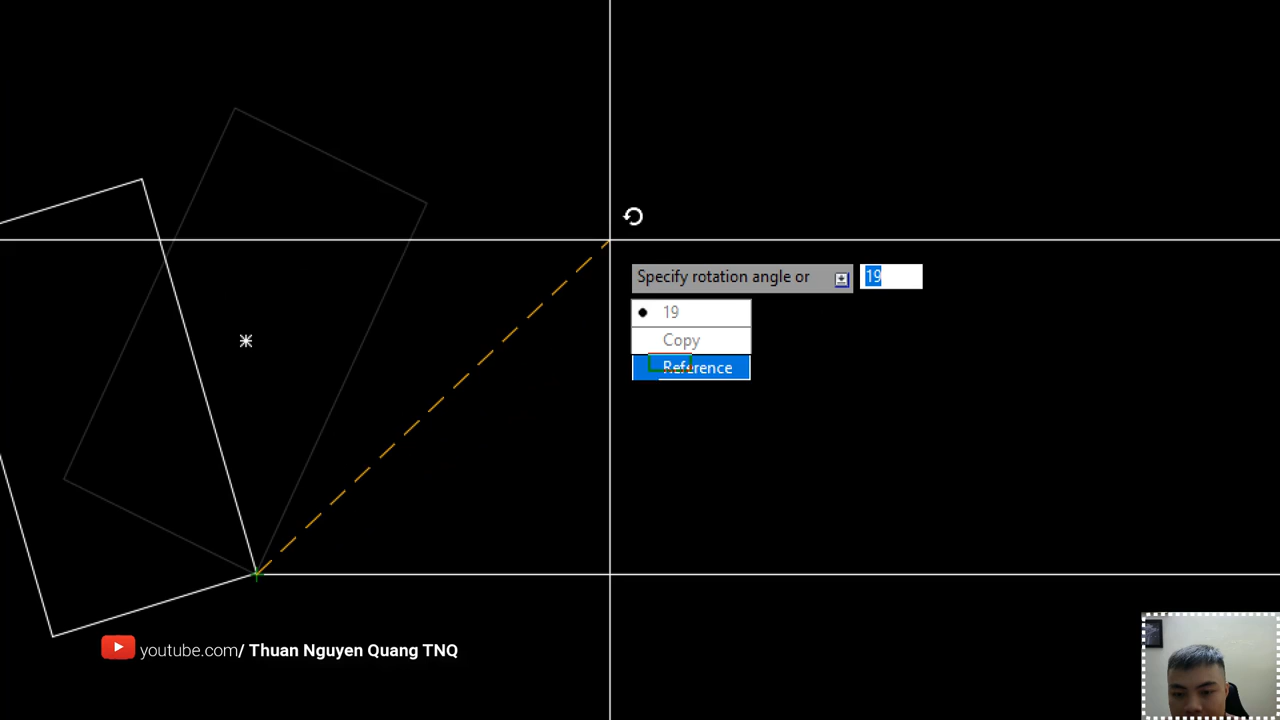 Specify rotation angle or 19
19
Copy
Reference
youtube.com/ Thuan Nguyen Quang TNQ